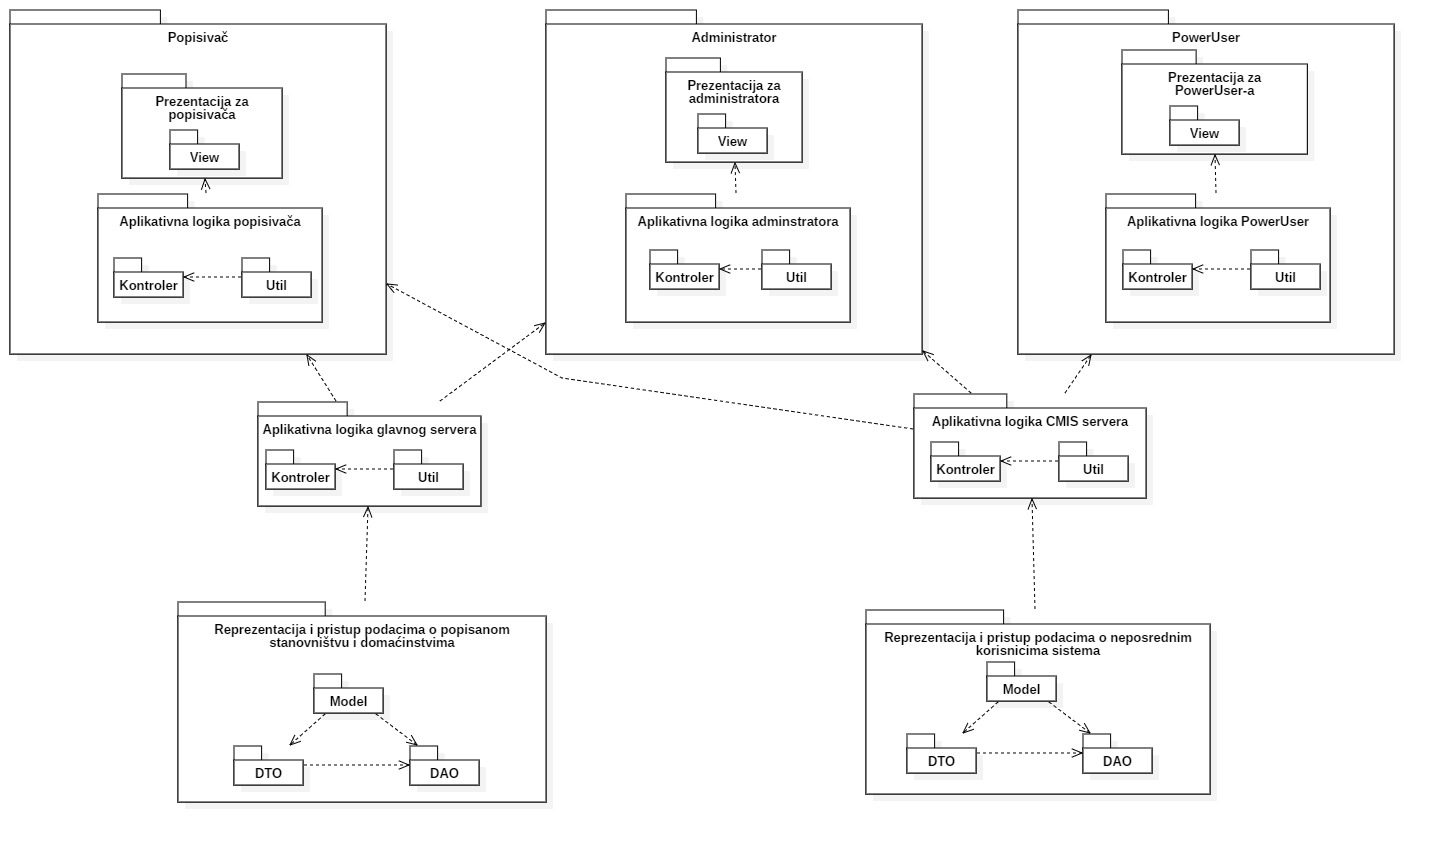 Popisivač
Prezentacija za
popisivača
View
Aplikativna logika popisivača
Kontroler
Util
Administrator
Prezentacija za
administratora
View
Aplikativna logika adminstratora
Kontroler
Util
PowerUser
Prezentacija za
PowerUser-a
View
Aplikativna logika PowerUser
Kontroler
Util
Aplikativna logika glavnog servera
Kontroler
Util
Aplikativna logika CMIS servera
Kontroler
Util
Reprezentacija i pristup podacima o popisanom
stanovništvu i domaćinstvima
Model
DTO
DAO
Reprezentacija i pristup podacima o neposrednim
korisnicima sistema
Model
DTO
DAO